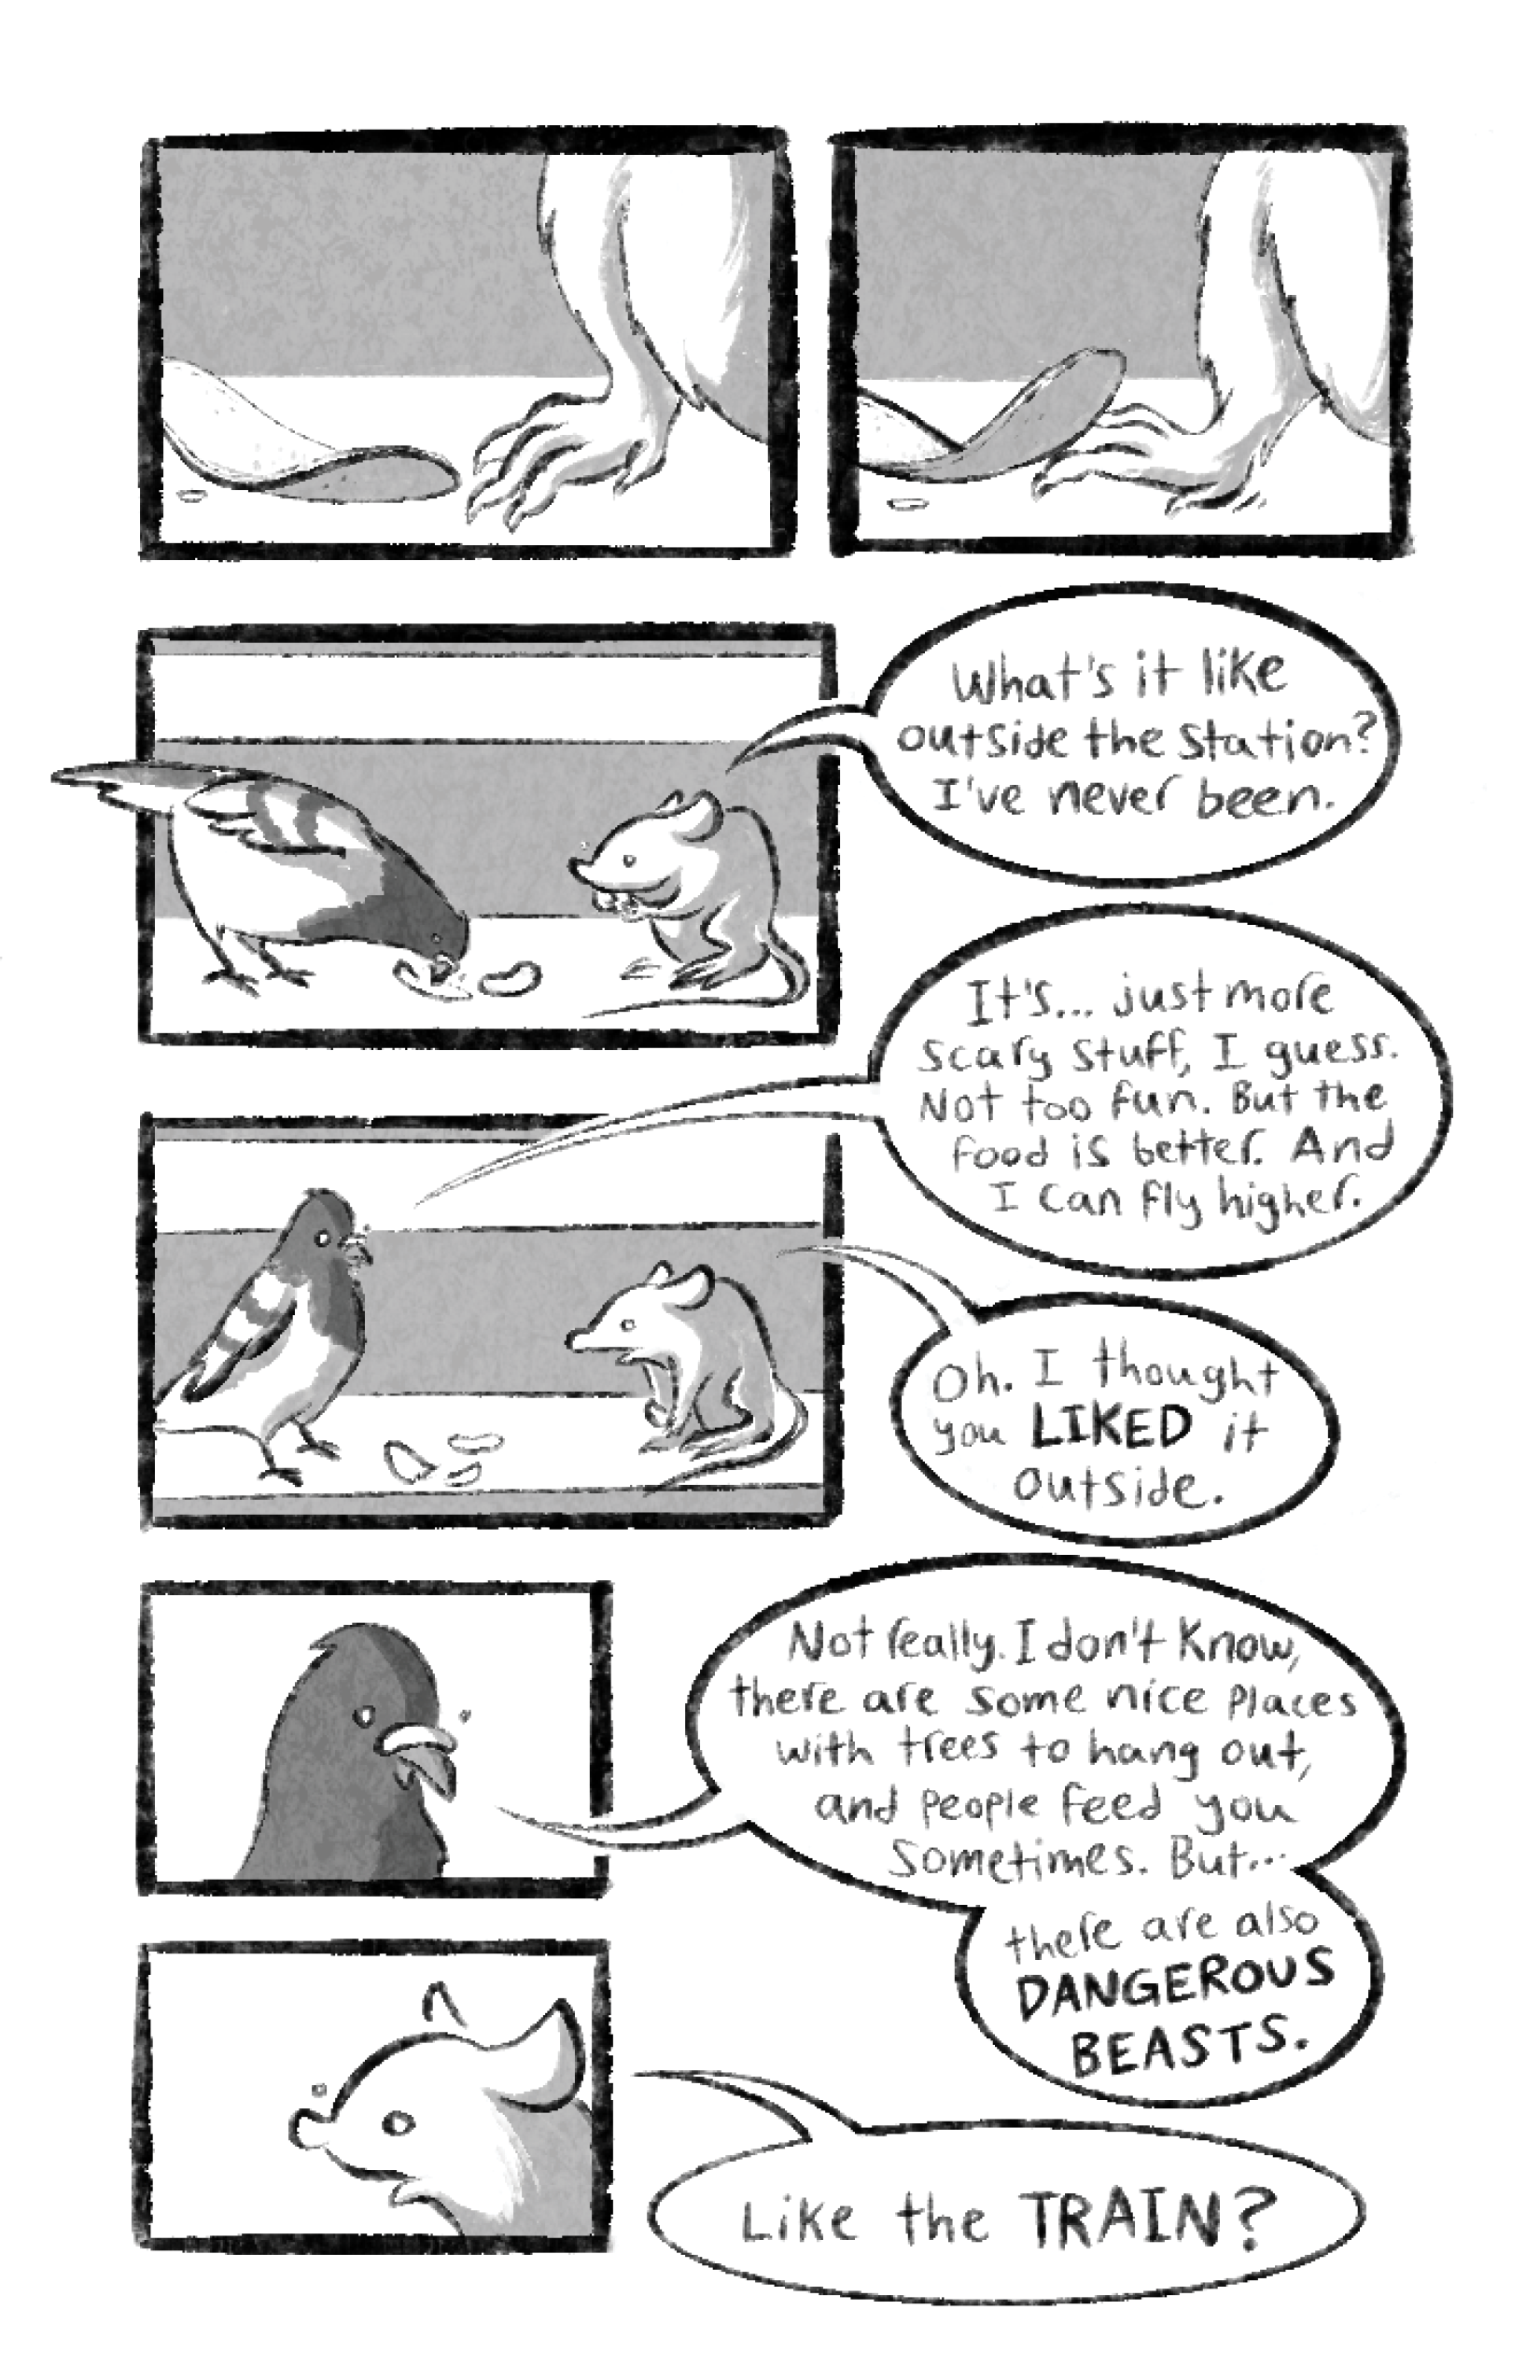 What's it like
outside the station?
I've never been.
It's... just more
scary stuff, I guess.
Not too fun. But the
food is better. And
I can fly higher.
Oh. I thought
you LIKED it
outside.
Not really. I don't know,
there are some nice places
with trees to hang out,
and people feed you
sometimes. But...
there are also
DANGEROUS
BEASTS.
Like the TRAIN?